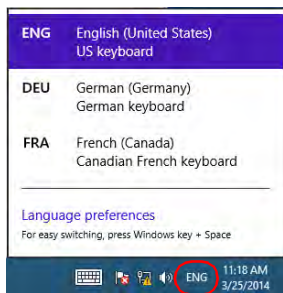 ENG English (United States)
US keyboard
DEU German (Germany)
German keyboard
FRA French (Canada)
Canadian French keyboard
Language preferences
For easy switching, press Windows key + Space
ENG 11:18 AM
3/25/2014